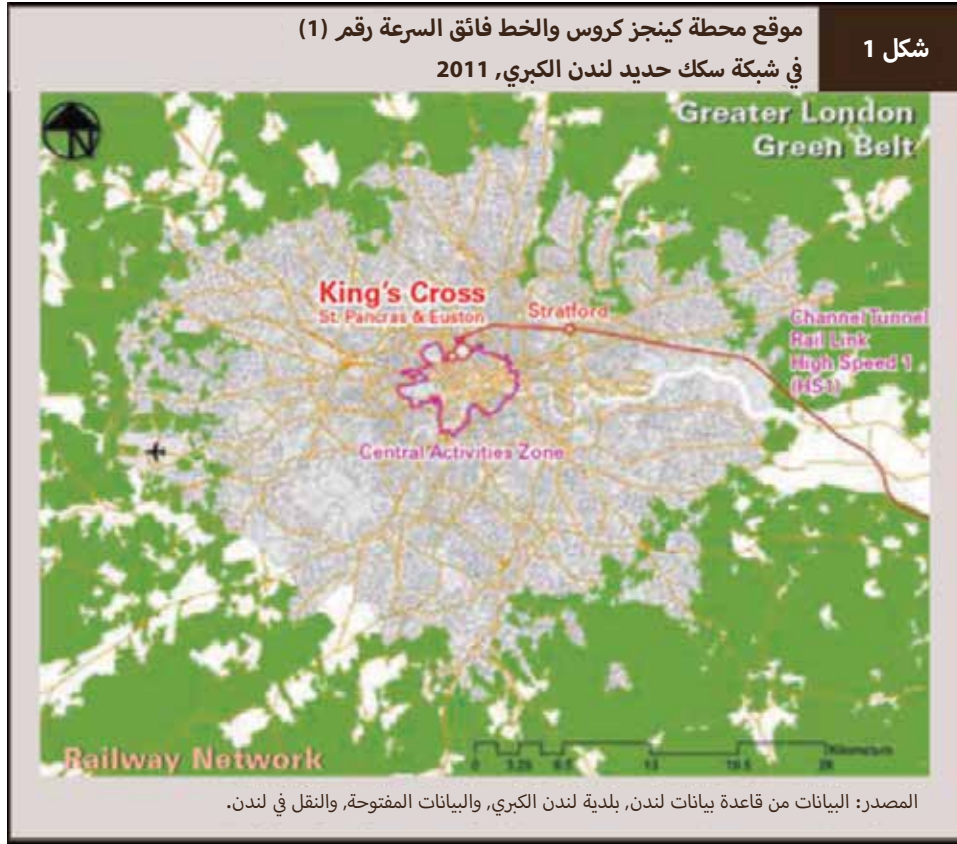 شكل 1
موقع محطة كينجز كروس والخط فائق السرعة رقم (1)
في شبكة سكك حديد لندن الكبري, 2011
Greater London
Green Belt
N
King's Cross
St. Pancras & Euston
Stratford
Channel Tunnel
Rail Link
High Speed 1
(HS1)
Central Activities Zone
Railway Network
0 3.25 6.5 13 19.5 26 Kilometers
المصدر: البيانات من قاعدة بيانات لندن, بلدية لندن الكبري, والبيانات المفتوحة, والنقل في لندن.